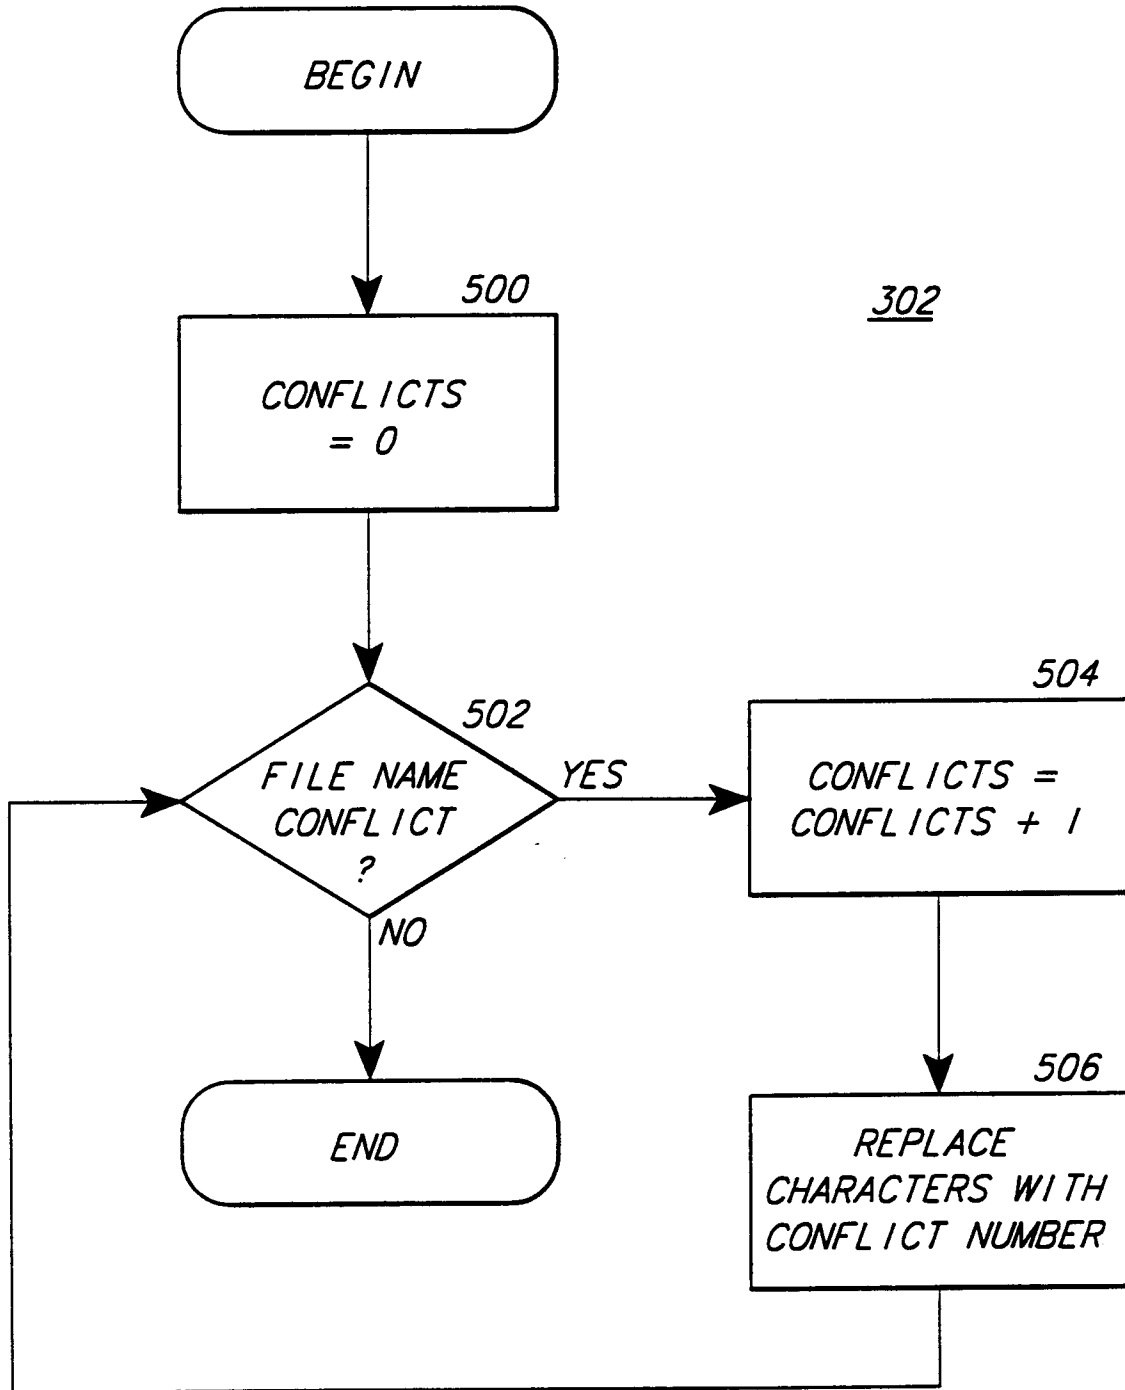 BEGIN
500
302
CONFLICTS
= 0
502
504
FILE NAME
CONFLICT
?
YES
CONFLICTS =
CONFLICTS + 1
NO
506
END
REPLACE
CHARACTERS WITH
CONFLICT NUMBER